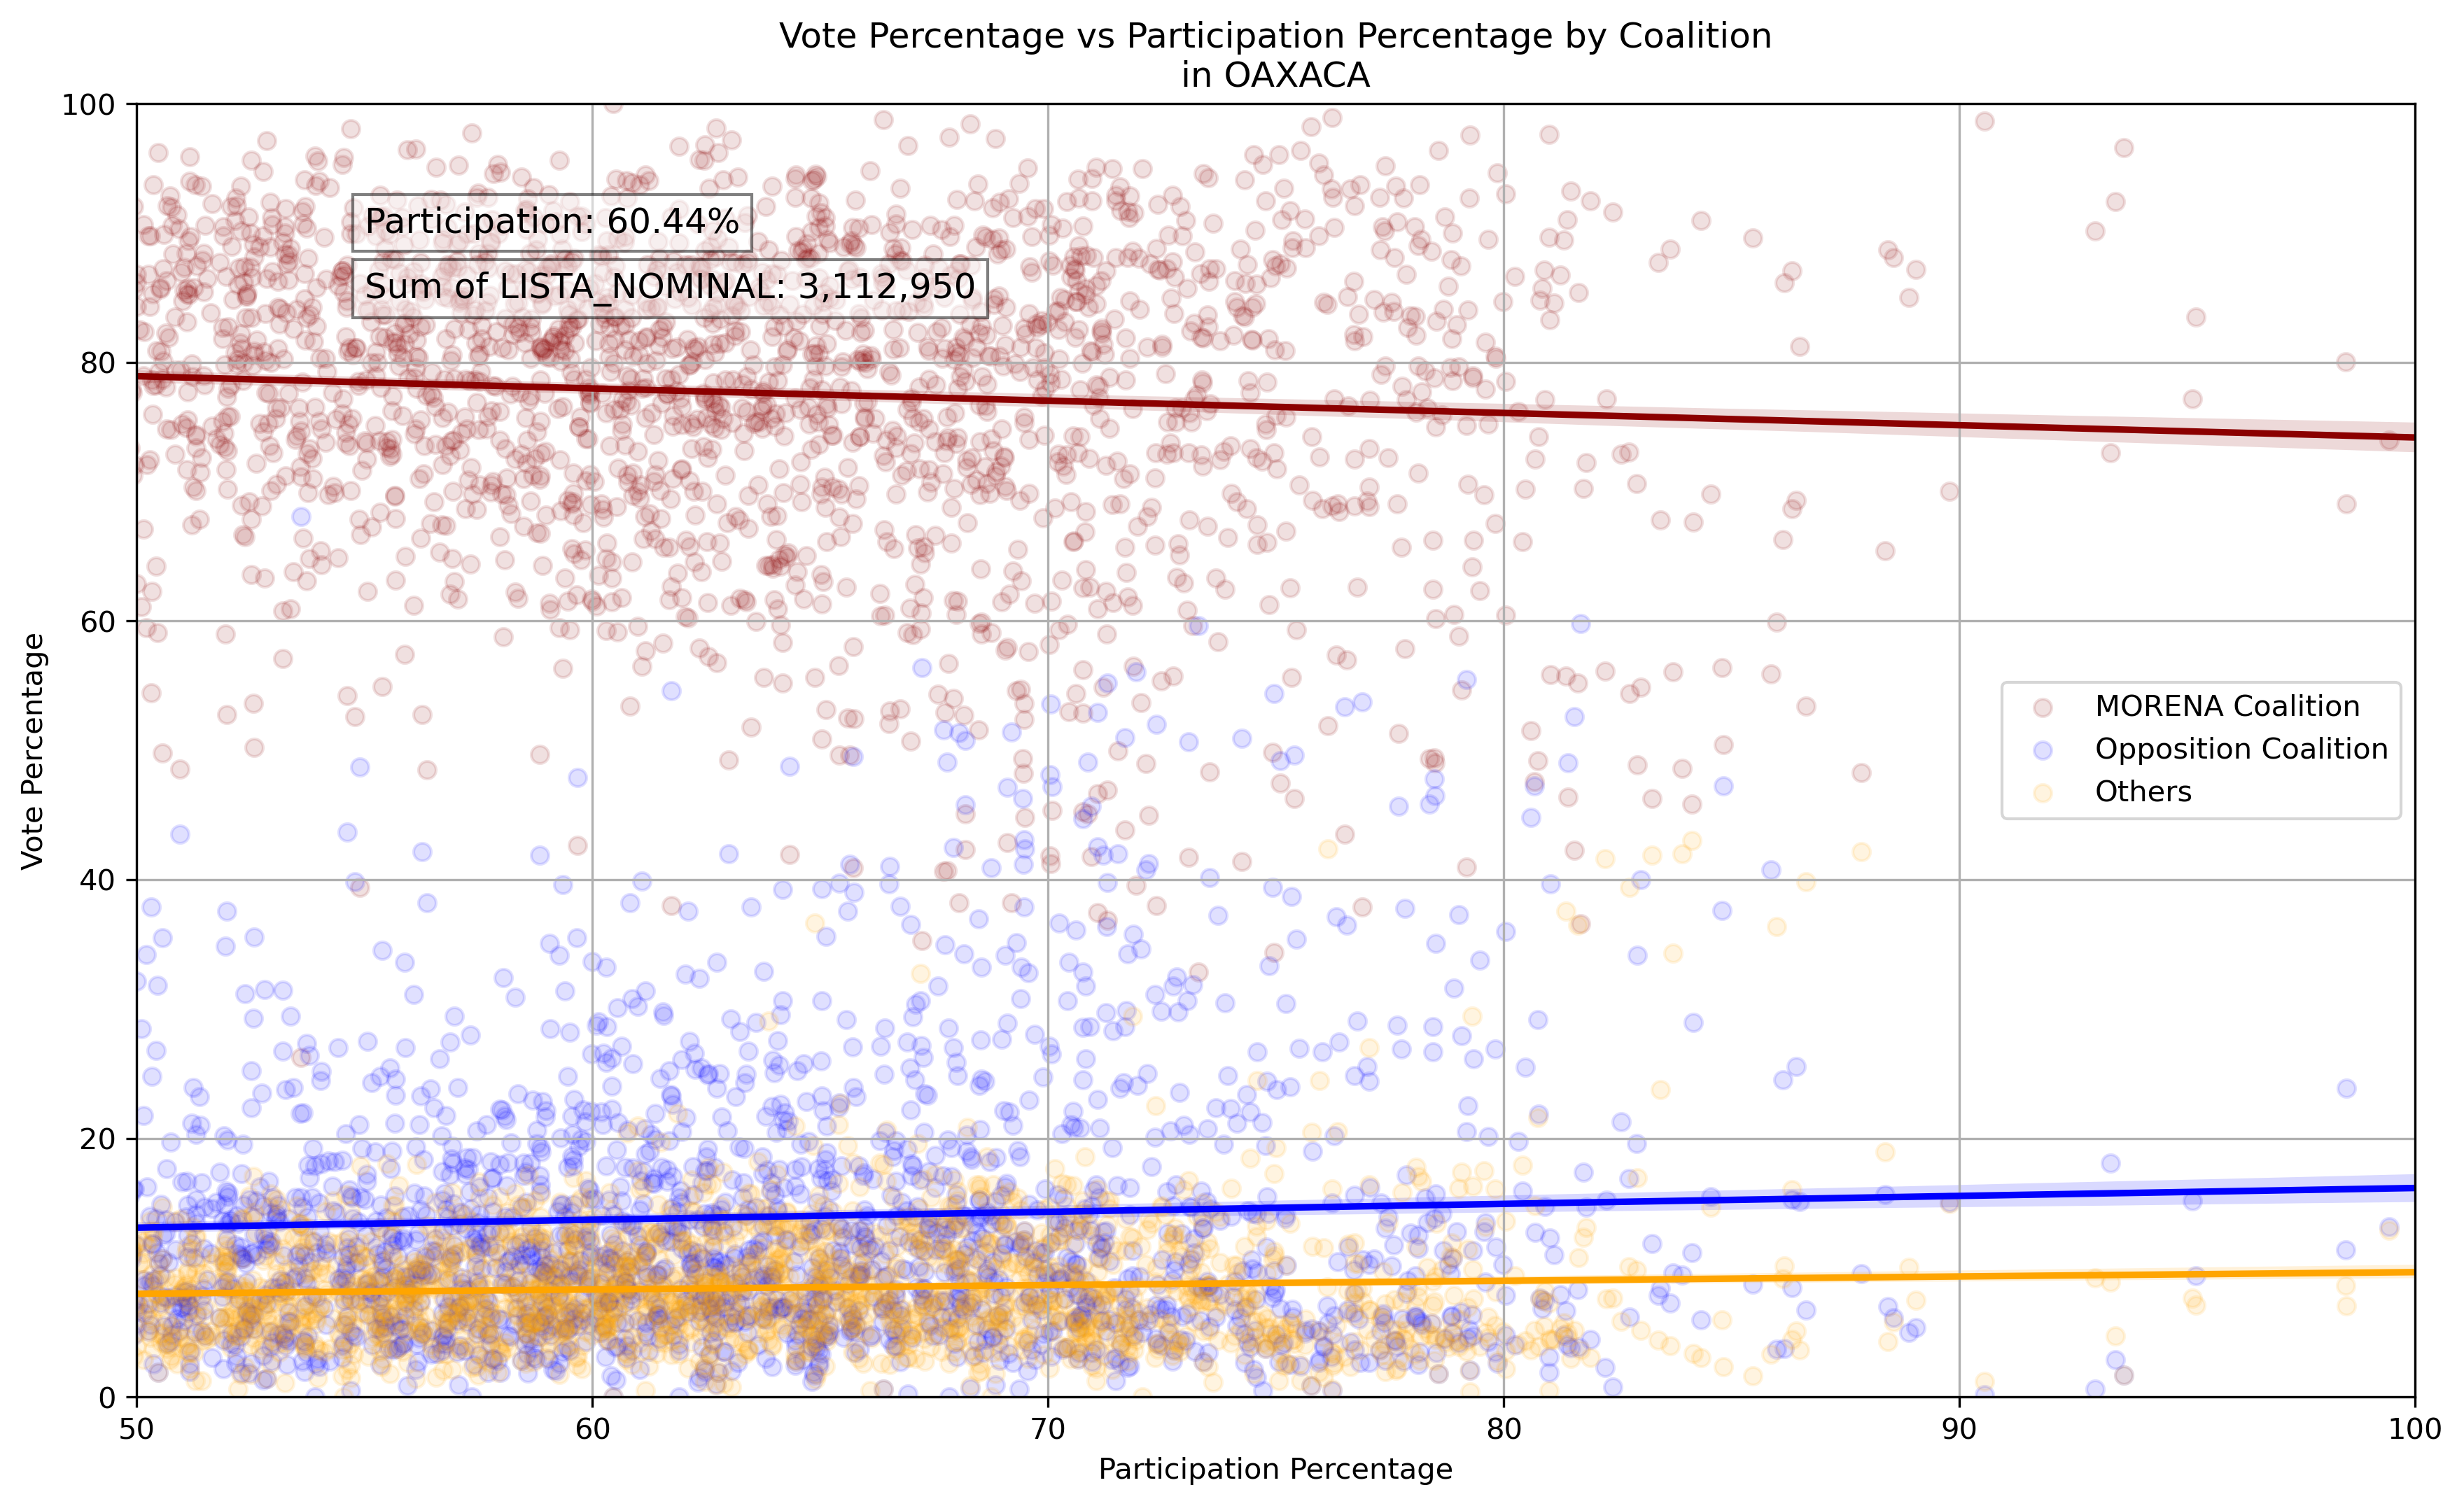 Vote Percentage vs Participation Percentage by Coalition
in OAXACA
100
80
60
40
20
0
Vote Percentage
Participation: 60.44%
Sum of LISTA_NOMINAL: 3,112,950
MORENA Coalition
Opposition Coalition
Others
50
60
70
80
90
100
Participation Percentage